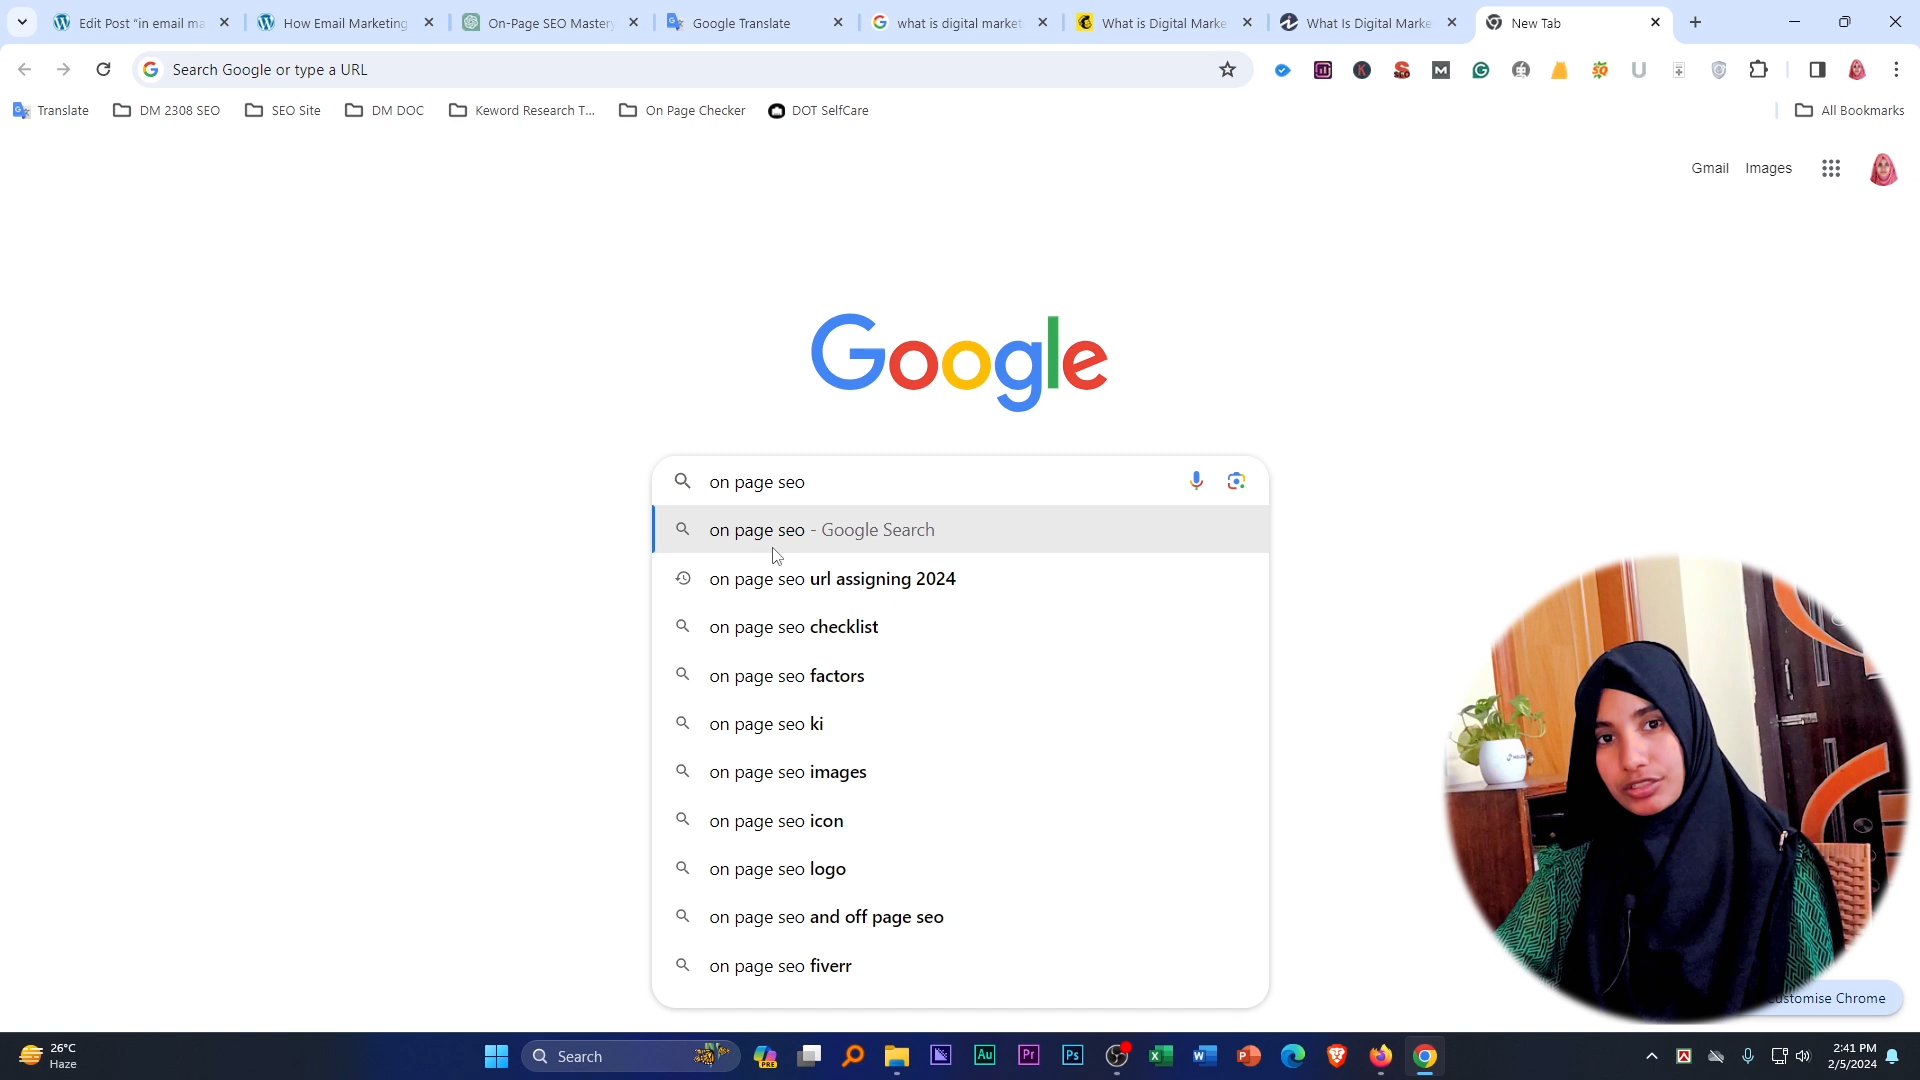 Edit Post “in email ma
How Email Marketing
On-Page SEO Mastery
Google Translate
what is digital market
What is Digital Marke
What Is Digital Marke
New Tab
Search Google or type a URL
Translate
DM 2308 SEO
SEO Site
DM DOC
Keword Research T...
On Page Checker
DOT SelfCare
All Bookmarks
Gmail
Images
Google
on page seo
on page seo - Google Search
on page seo url assigning 2024
on page seo checklist
on page seo factors
on page seo ki
on page seo images
on page seo icon
on page seo logo
on page seo and off page seo
on page seo fiverr
ustomise Chrome
26°C
Haze
Search
PRE
Au
Pr
Ps
2:41 PM
2/5/2024